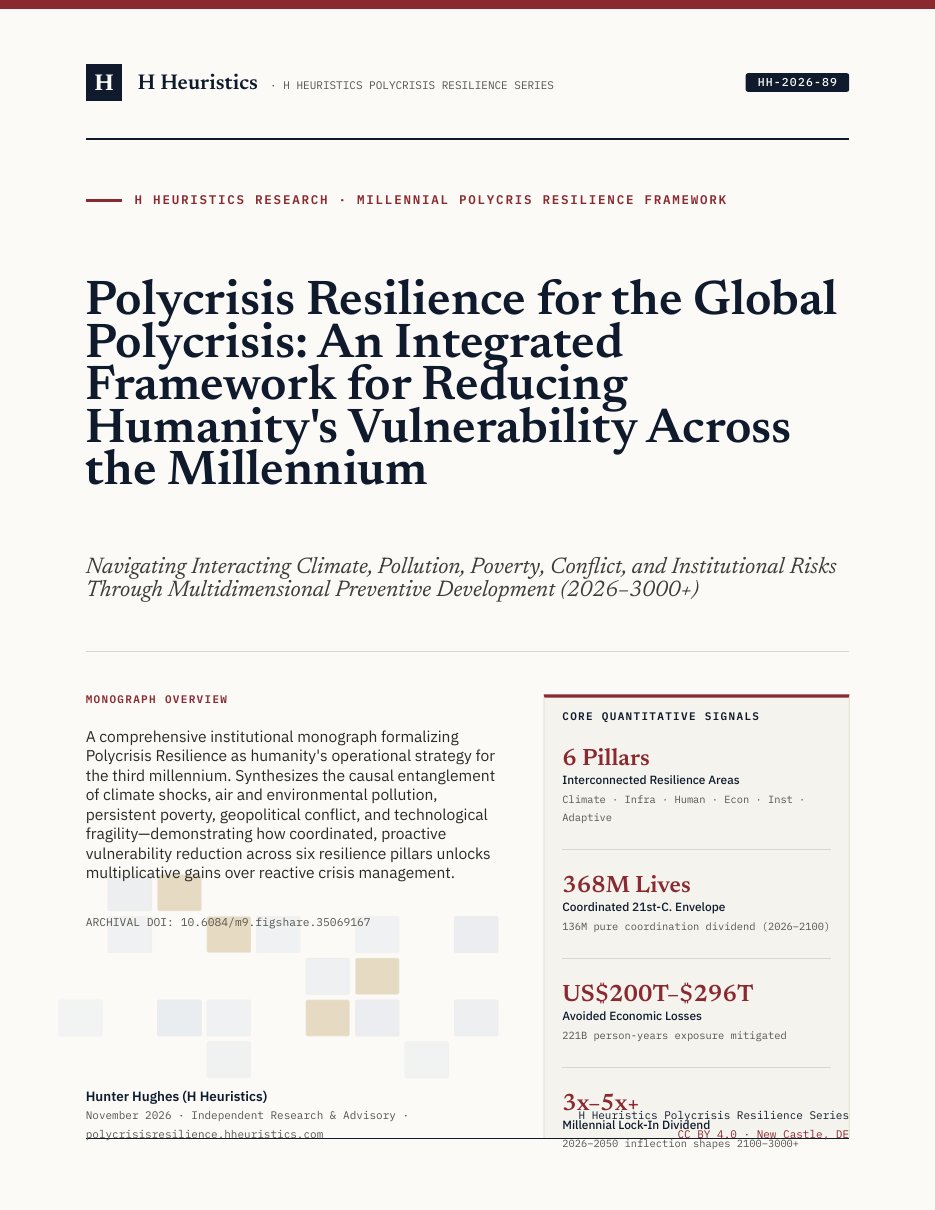 H H Heuristics · H HEURISTICS POLYCRISIS RESILIENCE SERIES HH-2026-89
H HEURISTICS RESEARCH · MILLENNIAL POLYCRIS RESILIENCE FRAMEWORK
Polycrisis Resilience for the Global
Polycrisis: An Integrated
Framework for Reducing
Humanity's Vulnerability Across
the Millennium
Navigating Interacting Climate, Pollution, Poverty, Conflict, and Institutional Risks
Through Multidimensional Preventive Development (2026–3000+)
MONOGRAPH OVERVIEW
A comprehensive institutional monograph formalizing
Polycrisis Resilience as humanity's operational strategy for
the third millennium. Synthesizes the causal entanglement
of climate shocks, air and environmental pollution,
persistent poverty, geopolitical conflict, and technological
fragility—demonstrating how coordinated, proactive
vulnerability reduction across six resilience pillars unlocks
multiplicative gains over reactive crisis management.
ARCHIVAL DOI: 10.6084/m9.figshare.35069167
CORE QUANTITATIVE SIGNALS
6 Pillars
Interconnected Resilience Areas
Climate · Infra · Human · Econ · Inst ·
Adaptive
368M Lives
Coordinated 21st-C. Envelope
136M pure coordination dividend (2026–2100)
US$200T–$296T
Avoided Economic Losses
221B person-years exposure mitigated
3x–5x+
Millennial Lock-In Dividend
2026–2050 inflection shapes 2100–3000+
Hunter Hughes (H Heuristics)
November 2026 · Independent Research & Advisory ·
polycrisisresilience.hheuristics.com
H Heuristics Polycrisis Resilience Series
CC BY 4.0 · New Castle, DE